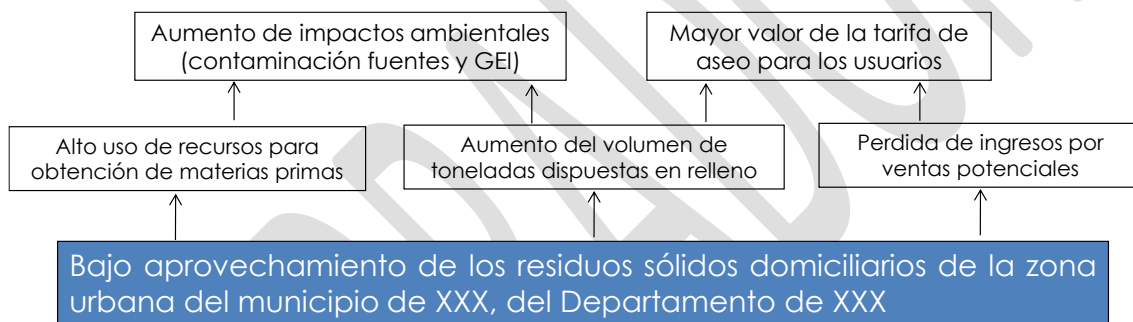 Aumento de impactos ambientales
(contaminación fuentes y GEI)
Mayor valor de la tarifa de
aseo para los usuarios
Alto uso de recursos para
obtención de materias primas
Aumento del volumen de
toneladas dispuestas en relleno
Perdida de ingresos por
ventas potenciales
Bajo aprovechamiento de los residuos sólidos domiciliarios de la zona
urbana del municipio de XXX, del Departamento de XXX